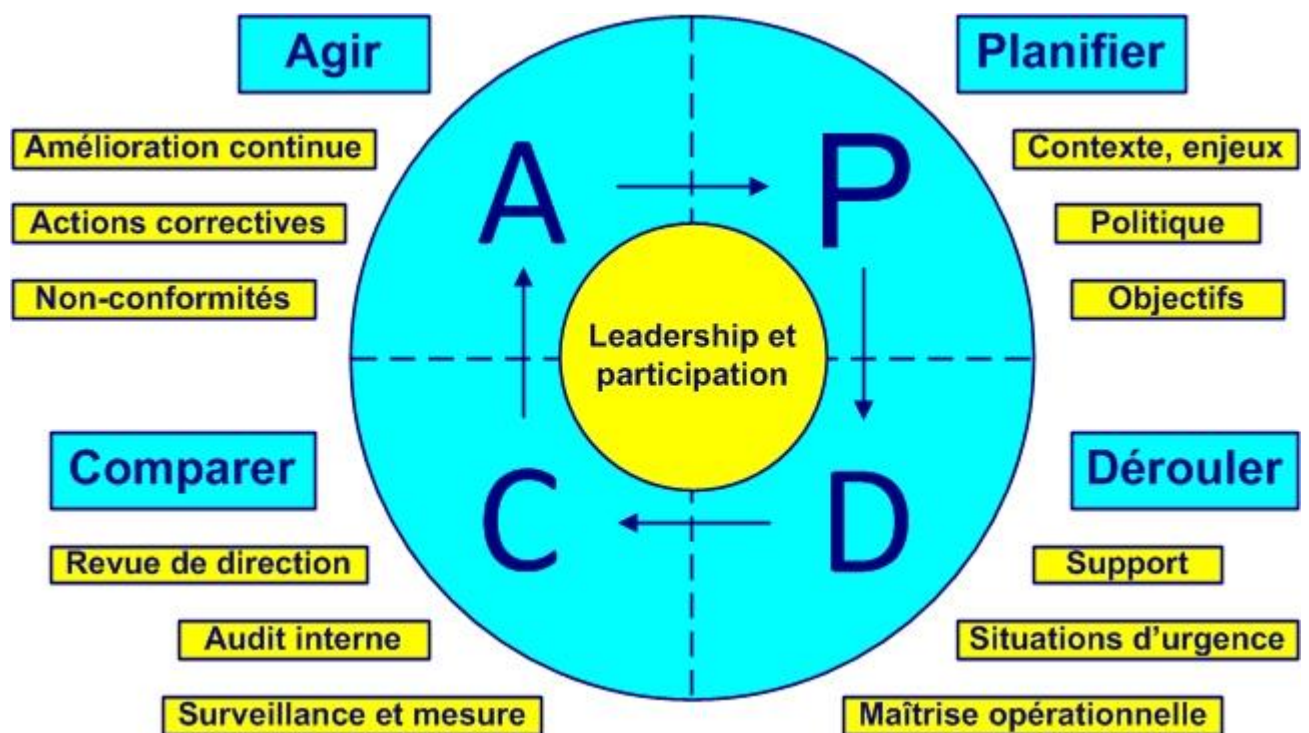 Agir
Planifier
Amélioration continue
Actions correctives
Non-conformités
Contexte, enjeux
Politique
Objectifs
A
P
Leadership et
participation
C
D
Comparer
Dérouler
Revue de direction
Audit interne
Surveillance et mesure
Support
Situations d’urgence
Maîtrise opérationnelle